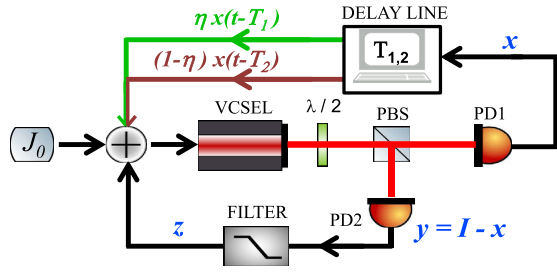 η x(t-T₁)
DELAY LINE
(1-η) x(t-T₂)
T₁,₂
x
VCSEL
λ / 2
PBS
PD1
J₀
z
FILTER
PD2
y = I - x